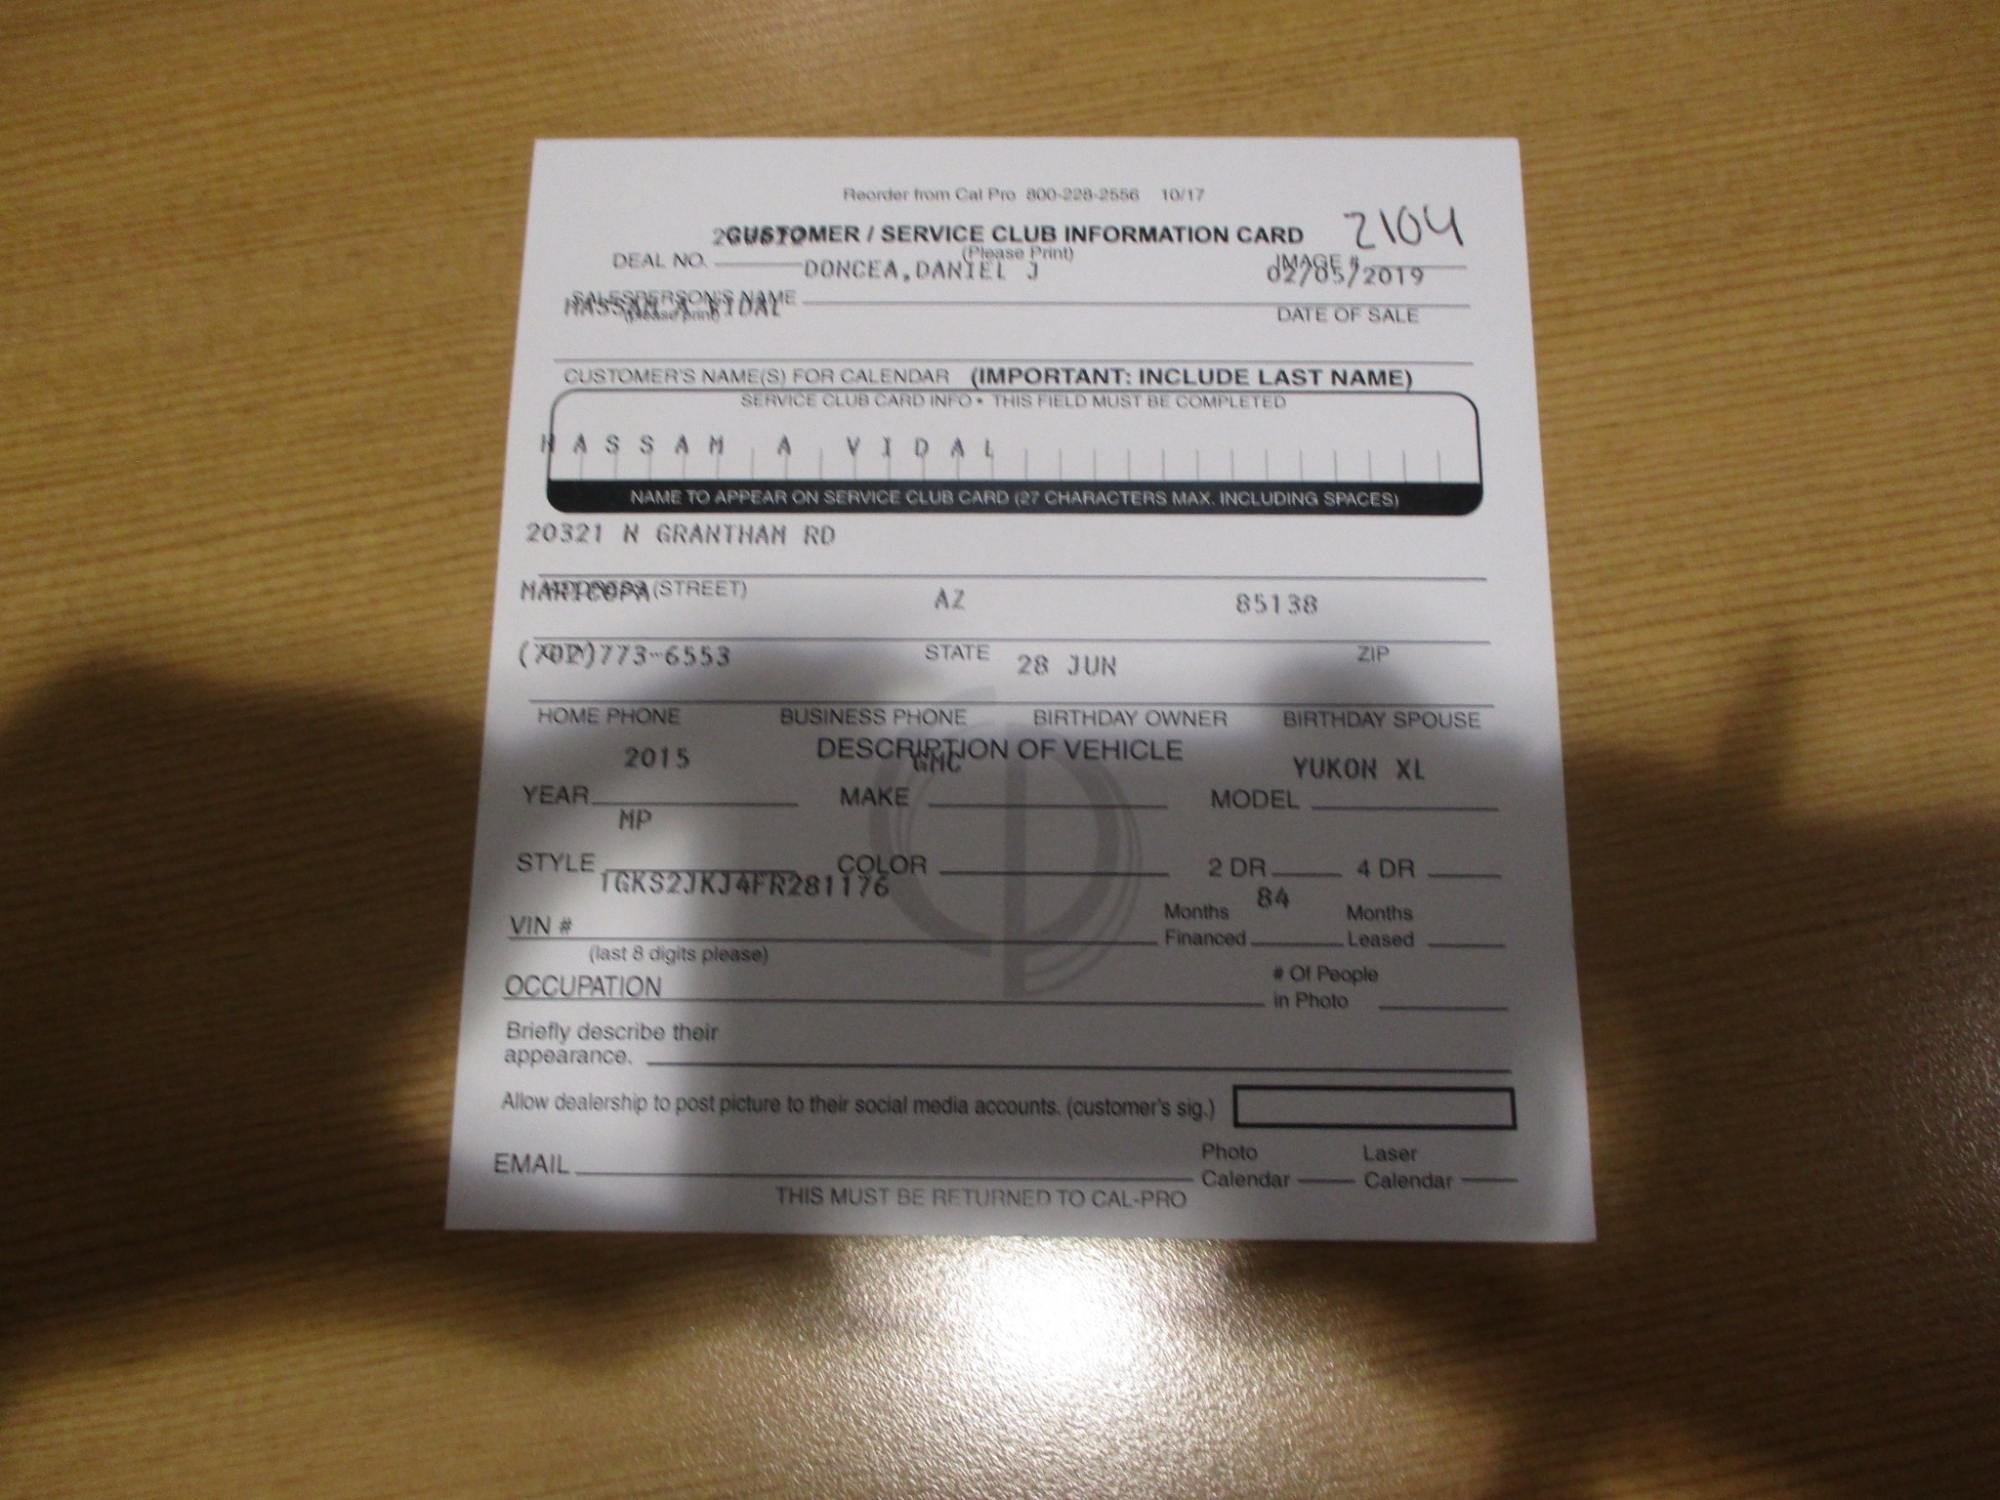 Reorder from Cal Pro 800-228-2556 10/17
CUSTOMER / SERVICE CLUB INFORMATION CARD 2104
(Please Print)
DEAL NO. IMAGE #
DONCEA,DANIEL J 02/05/2019
SALESPERSON'S NAME
HASSAM A VIDAL
(Please print) DATE OF SALE
CUSTOMER'S NAME(S) FOR CALENDAR (IMPORTANT: INCLUDE LAST NAME)
SERVICE CLUB CARD INFO • THIS FIELD MUST BE COMPLETED
HASSAM A VIDAL
NAME TO APPEAR ON SERVICE CLUB CARD (27 CHARACTERS MAX. INCLUDING SPACES)
20321 N GRANTHAM RD
ADDRESS (STREET)
MARICOPA AZ 85138
CITY STATE ZIP
(702)773-6553 28 JUN
HOME PHONE BUSINESS PHONE BIRTHDAY OWNER BIRTHDAY SPOUSE
DESCRIPTION OF VEHICLE
2015 GMC YUKON XL
YEAR MAKE MODEL
MP
STYLE COLOR 2 DR 4 DR
1GKS2JKJ4FR281176 84
VIN # Months Financed Months Leased
(last 8 digits please)
OCCUPATION # Of People in Photo
Briefly describe their
appearance.
Allow dealership to post picture to their social media accounts. (customer's sig.)
EMAIL Photo Calendar Laser Calendar
THIS MUST BE RETURNED TO CAL-PRO